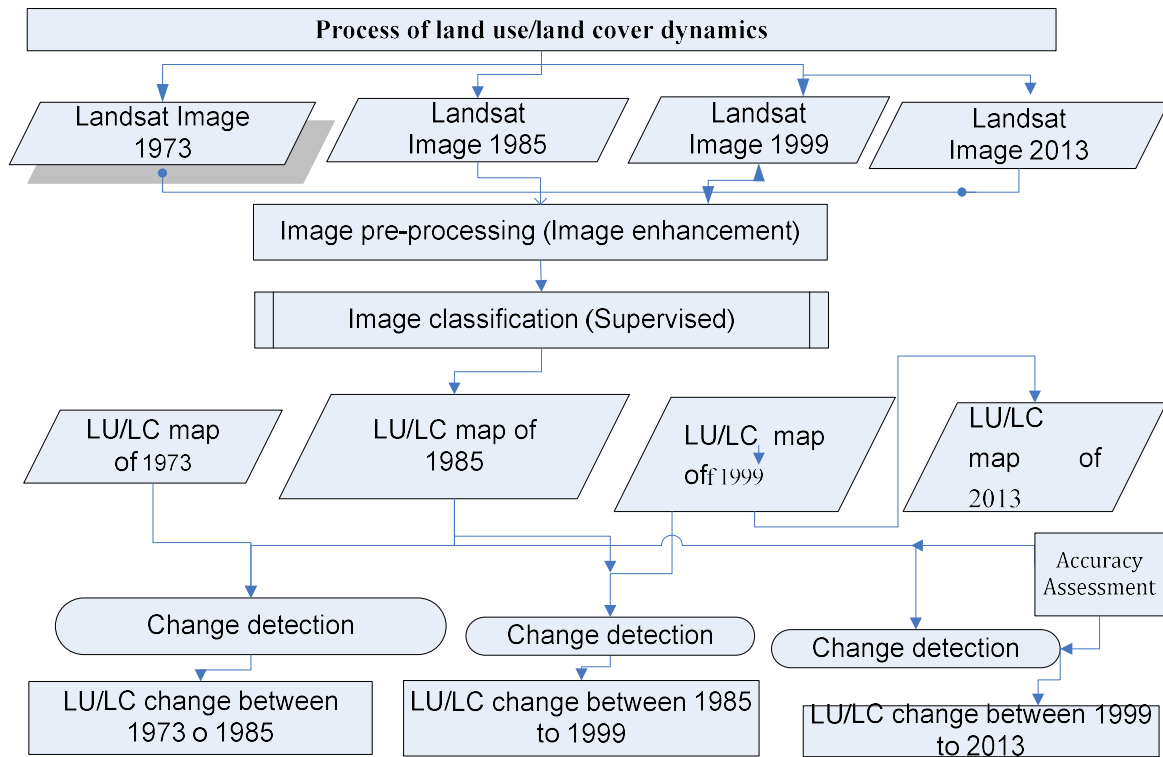 Process of land use/land cover dynamics
Landsat Image
1973
Landsat
Image 1985
Landsat
Image 1999
Landsat
Image 2013
Image pre-processing (Image enhancement)
Image classification (Supervised)
LU/LC map
of 1973
LU/LC map of
1985
LU/LC map
off 1999
LU/LC
map of
2013
Accuracy
Assessment
Change detection
Change detection
Change detection
LU/LC change between
1973 o 1985
LU/LC change between 1985
to 1999
LU/LC change between 1999
to 2013